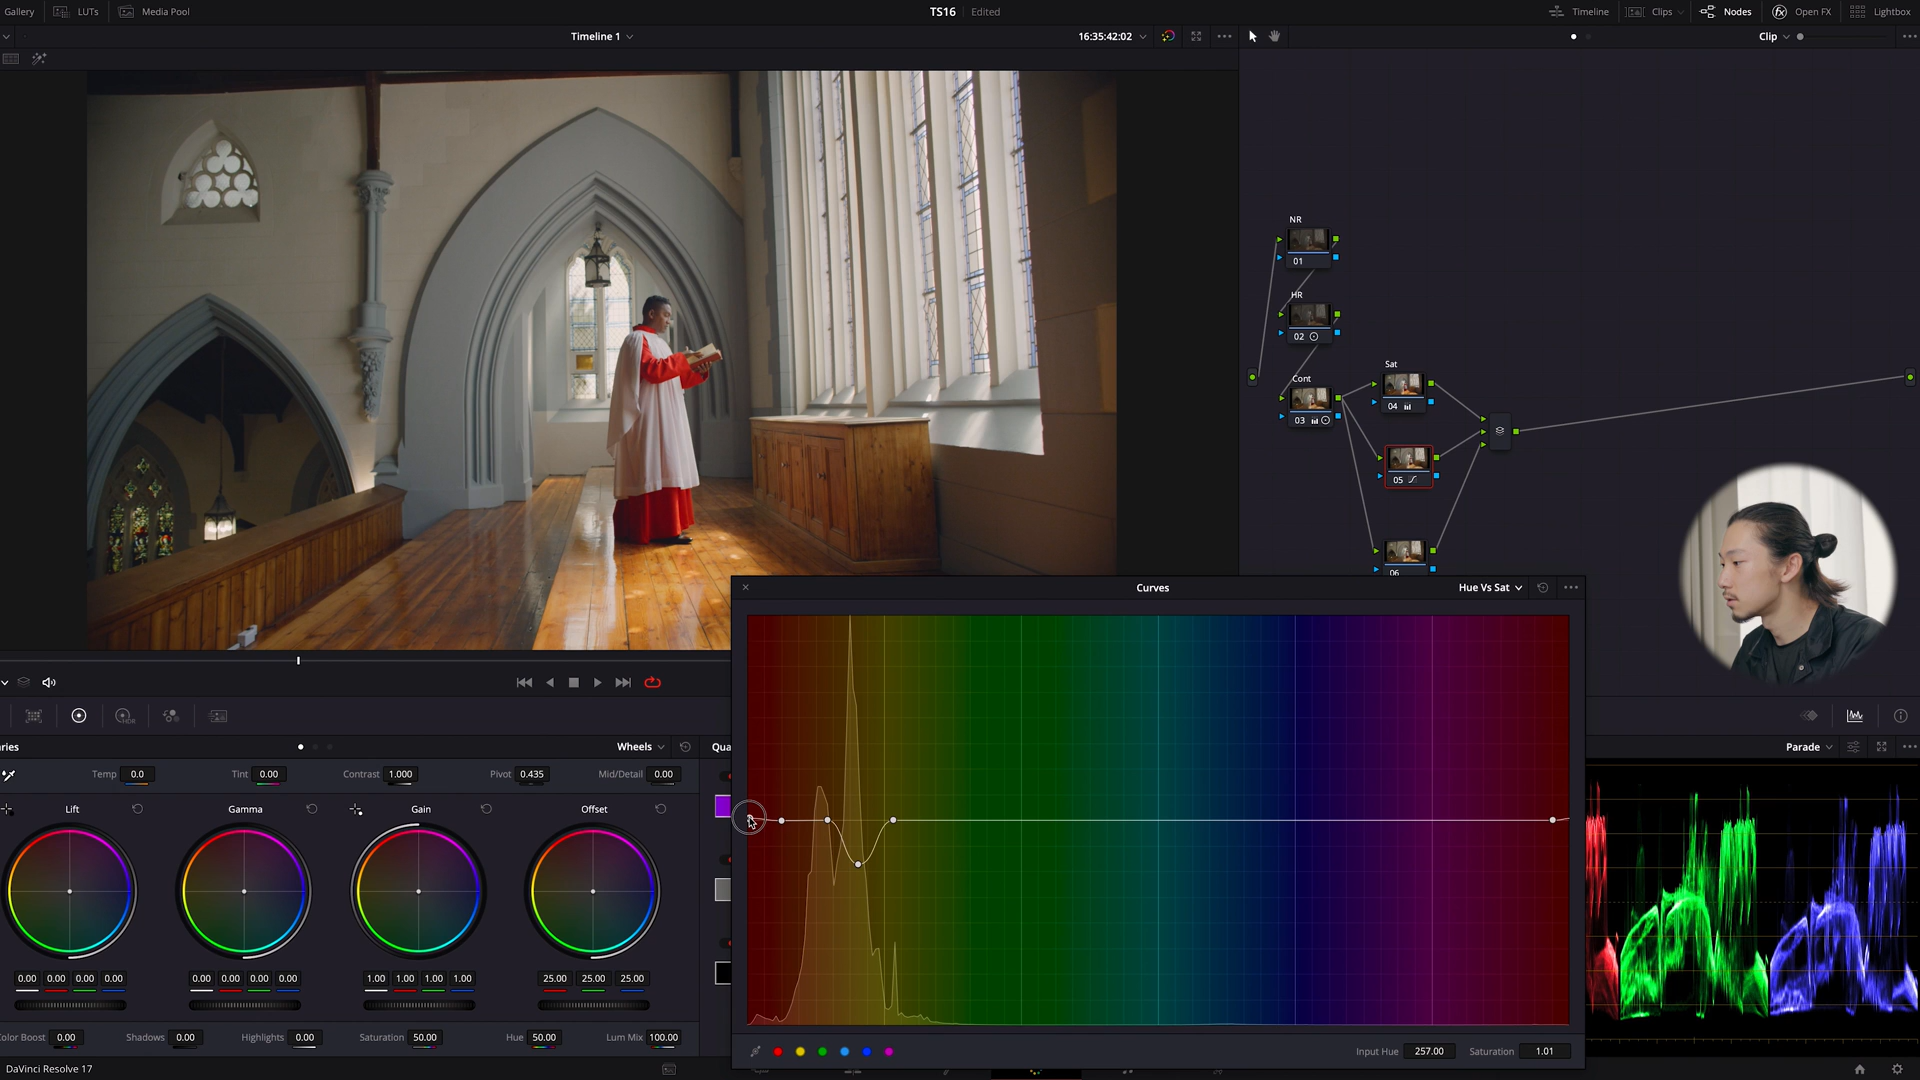 Gallery LUTs Media Pool TS16 Edited Timeline Clips Nodes Open FX Lightbox
Timeline 1 16:35:42:02 Clip
NR
01
HR
02
Cont
03
Sat
04
05
06
Curves Hue Vs Sat
ries Wheels Qua Parade
Temp 0.0 Tint 0.00 Contrast 1.000 Pivot 0.435 Mid/Detail 0.00
Lift Gamma Gain Offset
0.00 0.00 0.00 0.00 0.00 0.00 0.00 0.00 1.00 1.00 1.00 1.00 25.00 25.00 25.00
Color Boost 0.00 Shadows 0.00 Highlights 0.00 Saturation 50.00 Hue 50.00 Lum Mix 100.00
Input Hue 257.00 Saturation 1.01
DaVinci Resolve 17